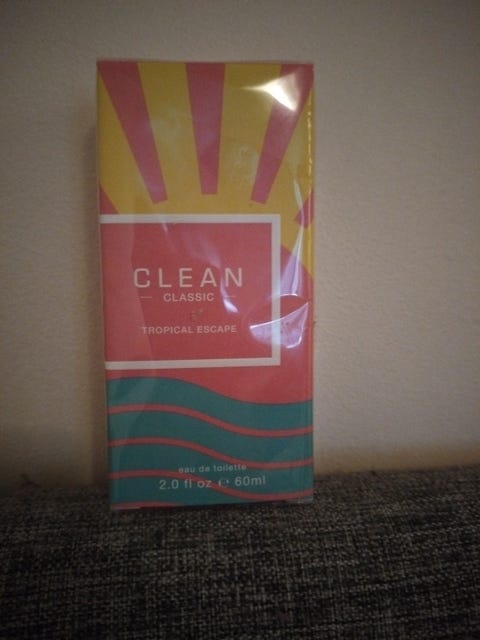 CLEAN
CLASSIC
TROPICAL ESCAPE
eau de toilette
2.0 fl oz ℮ 60ml